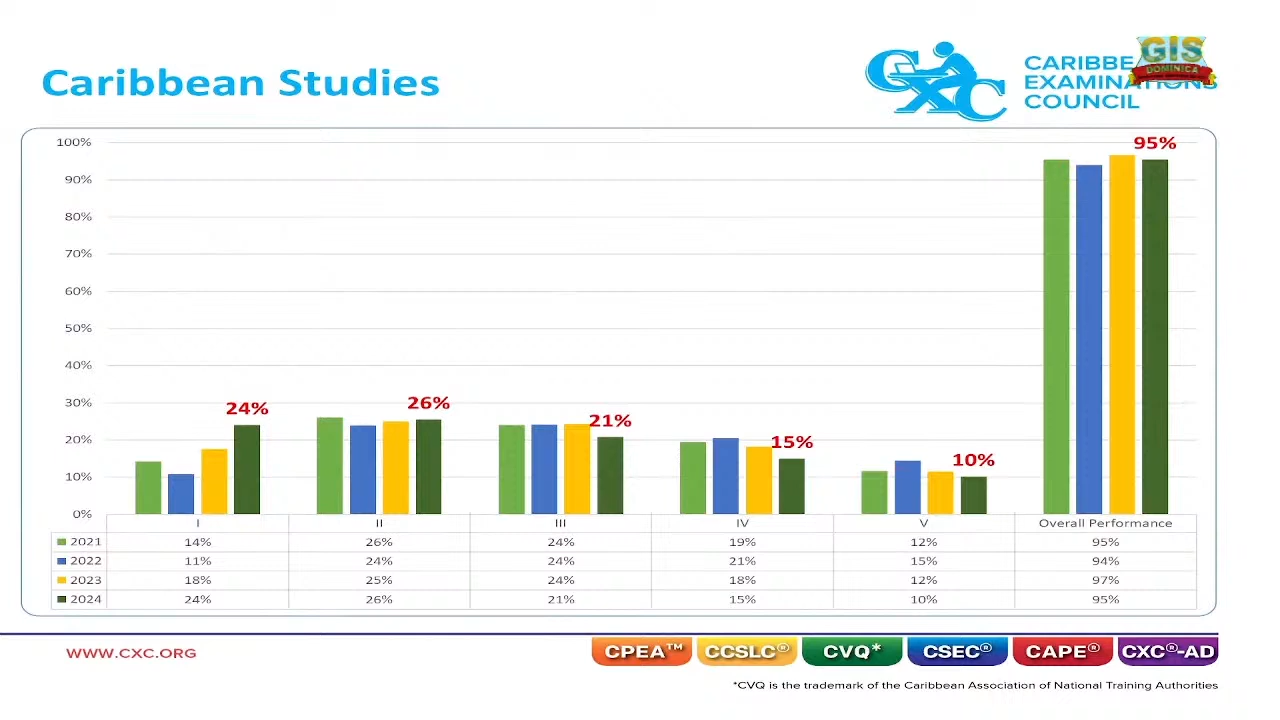 Caribbean Studies
CXC
CARIBBE
EXAMINATIONS
COUNCIL
GIS
DOMINICA
100%
90%
80%
70%
60%
50%
40%
30%
20%
10%
0%
24%
26%
21%
15%
10%
95%
I II III IV V Overall Performance
2021 14% 26% 24% 19% 12% 95%
2022 11% 24% 24% 21% 15% 94%
2023 18% 25% 24% 18% 12% 97%
2024 24% 26% 21% 15% 10% 95%
WWW.CXC.ORG
CPEA™ CCSLC® CVQ* CSEC® CAPE® CXC®-AD
*CVQ is the trademark of the Caribbean Association of National Training Authorities